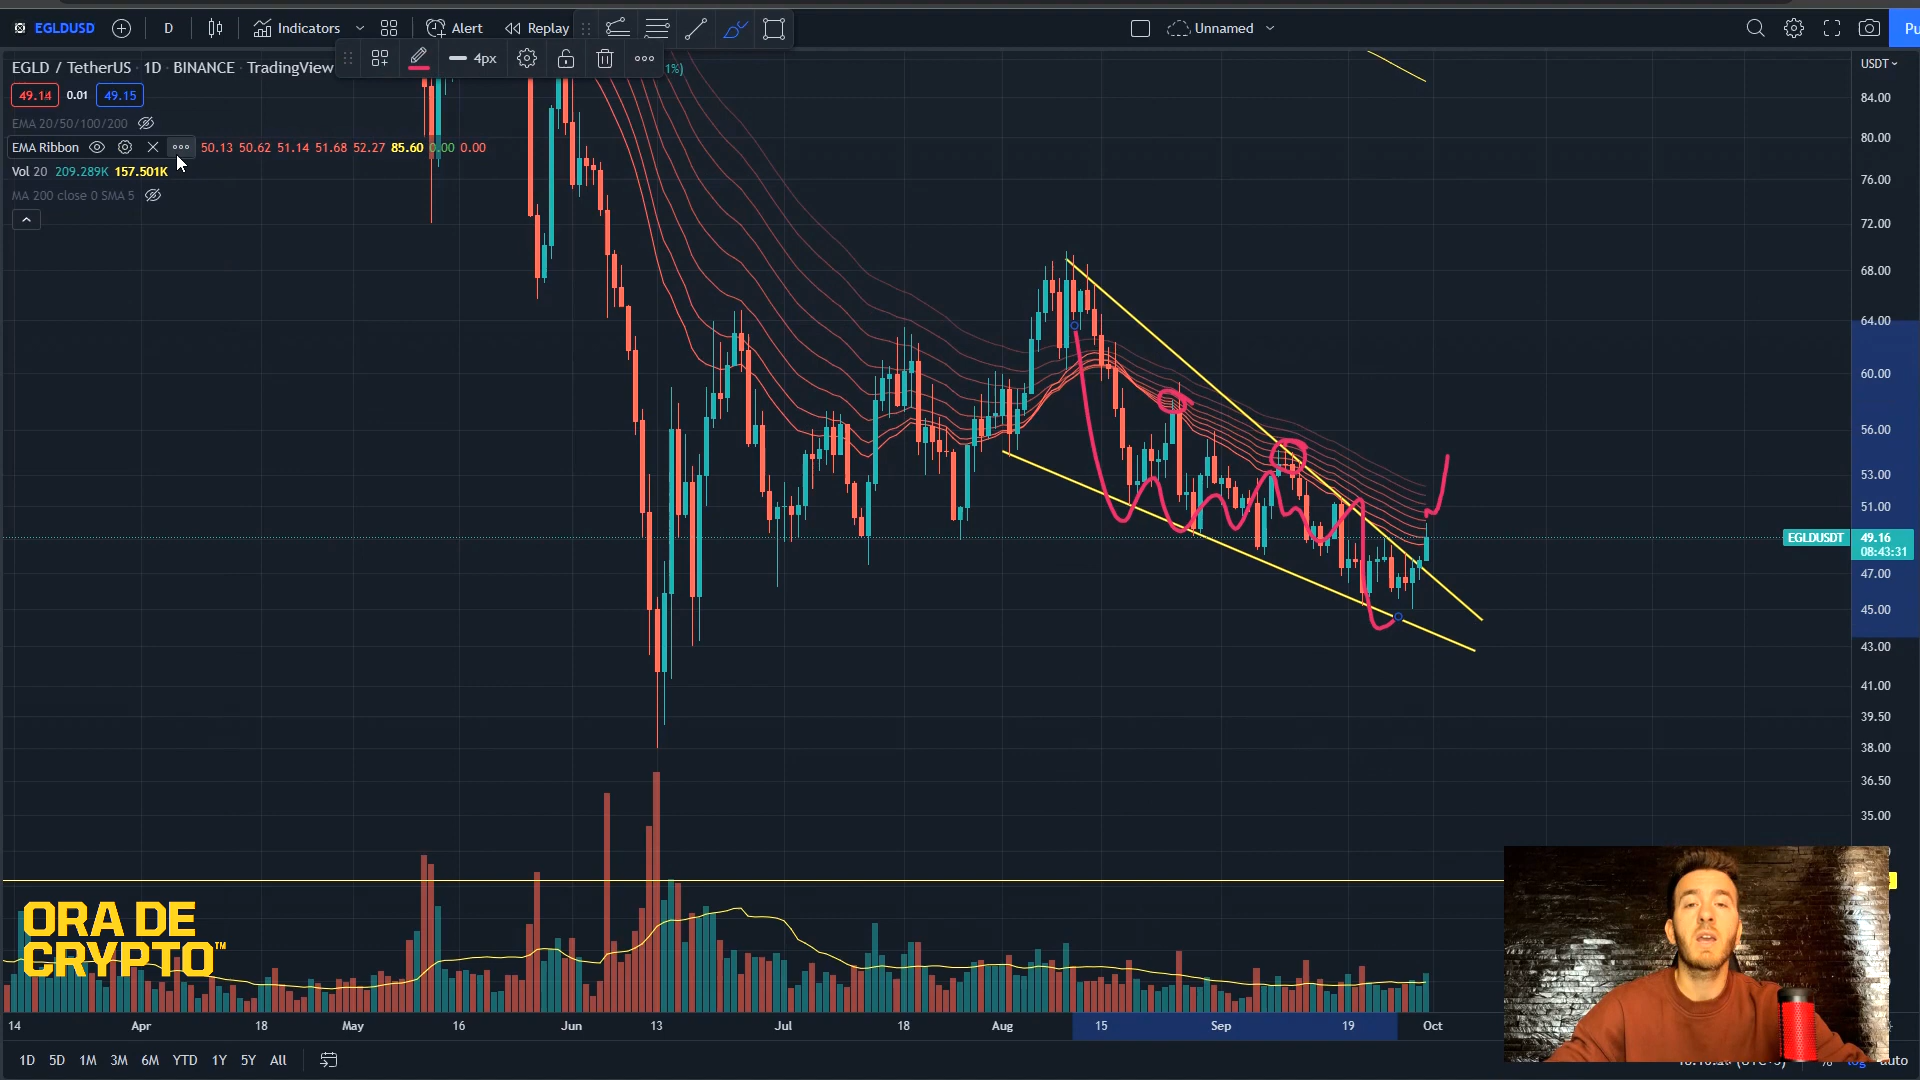 EGLDUSD D Indicators Alert Replay Unnamed
4px
EGLD / TetherUS · 1D · BINANCE · TradingView 1%)
USDT
49.14 0.01 49.15
EMA 20/50/100/200
EMA Ribbon 50.13 50.62 51.14 51.68 52.27 85.60 0.00 0.00
Vol 20 209.289K 157.501K
MA 200 close 0 SMA 5
84.00
80.00
76.00
72.00
68.00
64.00
60.00
56.00
53.00
51.00
EGLDUSDT 49.16
08:43:31
47.00
45.00
43.00
41.00
39.50
38.00
36.50
35.00
ORA DE
CRYPTO™
14 Apr 18 May 16 Jun 13 Jul 18 Aug 15 Sep 19 Oct
1D 5D 1M 3M 6M YTD 1Y 5Y All % log auto